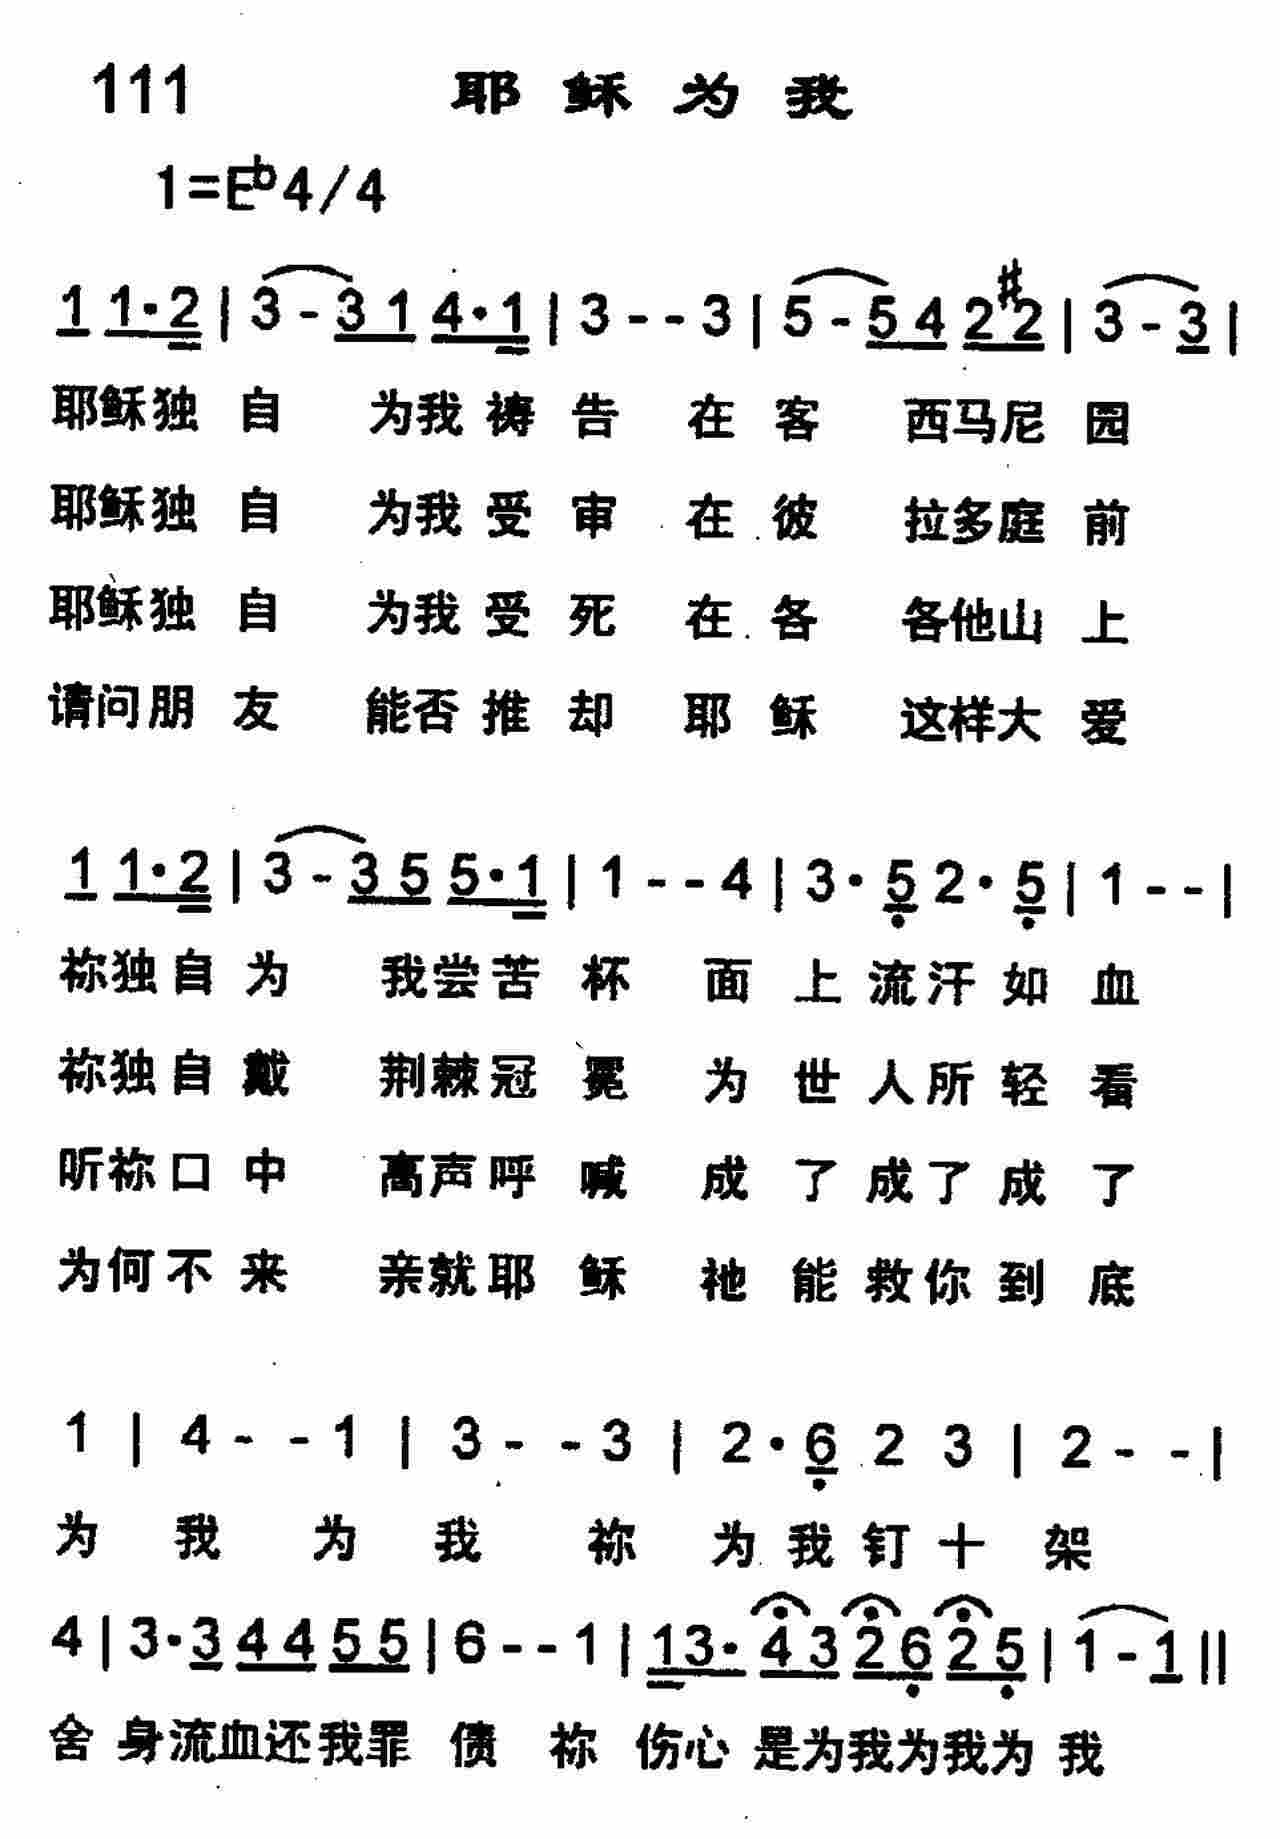 111 耶稣为我
1=E♭4/4
1 1·2 | 3 - 3 1 4·1 | 3 - - 3 | 5 - 5 4 2 #2 | 3 - 3 |
耶稣独自 为我祷告 在客 西马尼园
耶稣独自 为我受审 在彼 拉多庭前
耶稣独自 为我受死 在各 各他山上
请问朋友 能否推却 耶稣 这样大爱
1 1·2 | 3 - 3 5 5·1 | 1 - - 4 | 3·5̣ 2·5̣ | 1 - - |
祢独自为 我尝苦杯 面上流汗如血
祢独自戴 荆棘冠冕 为世人所轻看
听祢口中 高声呼喊 成了成了成了
为何不来 亲就耶稣 祂能救你到底
1 | 4 - - 1 | 3 - - 3 | 2·6̣ 2 3 | 2 - - |
为我 为我 祢为我钉十架
4 | 3·3 4 4 5 5 | 6 - - 1 | 1 3·4 3 2 6̣ 2 5̣ | 1 - 1 ||
舍身流血还我罪债 祢伤心是为我为我为我